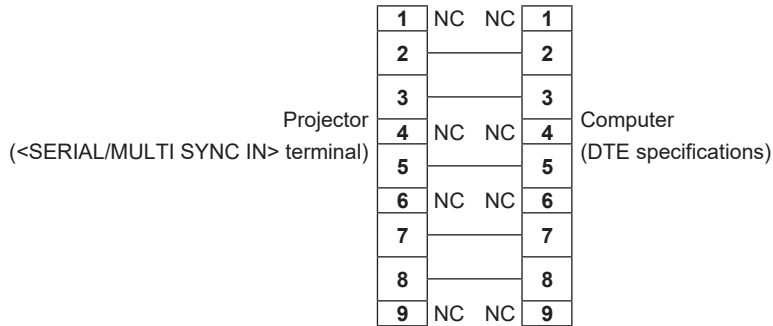 1 NC NC 1
2 2
3 3
Projector
(<SERIAL/MULTI SYNC IN> terminal)
4 NC NC 4
Computer
(DTE specifications)
5 5
6 NC NC 6
7 7
8 8
9 NC NC 9